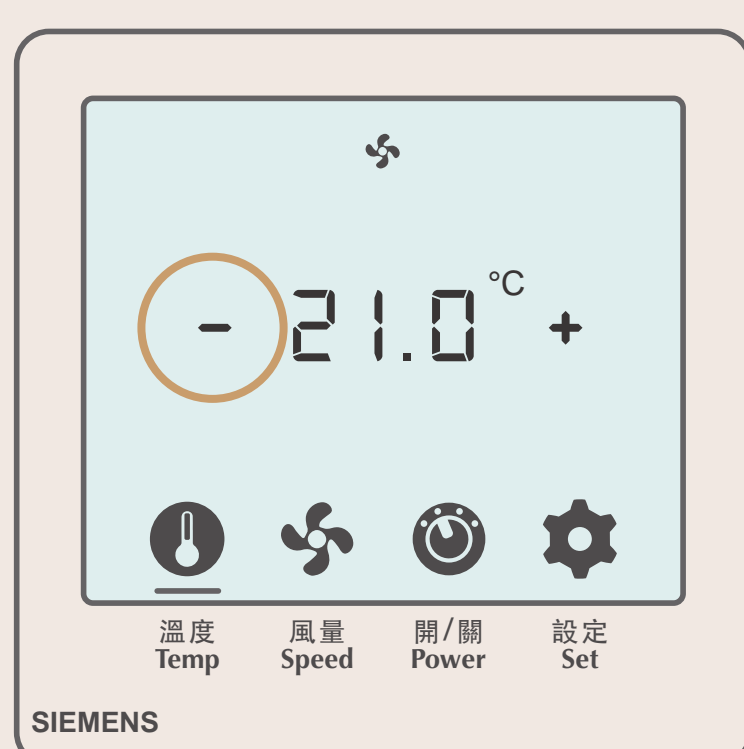 - 21.0 °C +
溫度 風量 開/關 設定
Temp Speed Power Set
SIEMENS